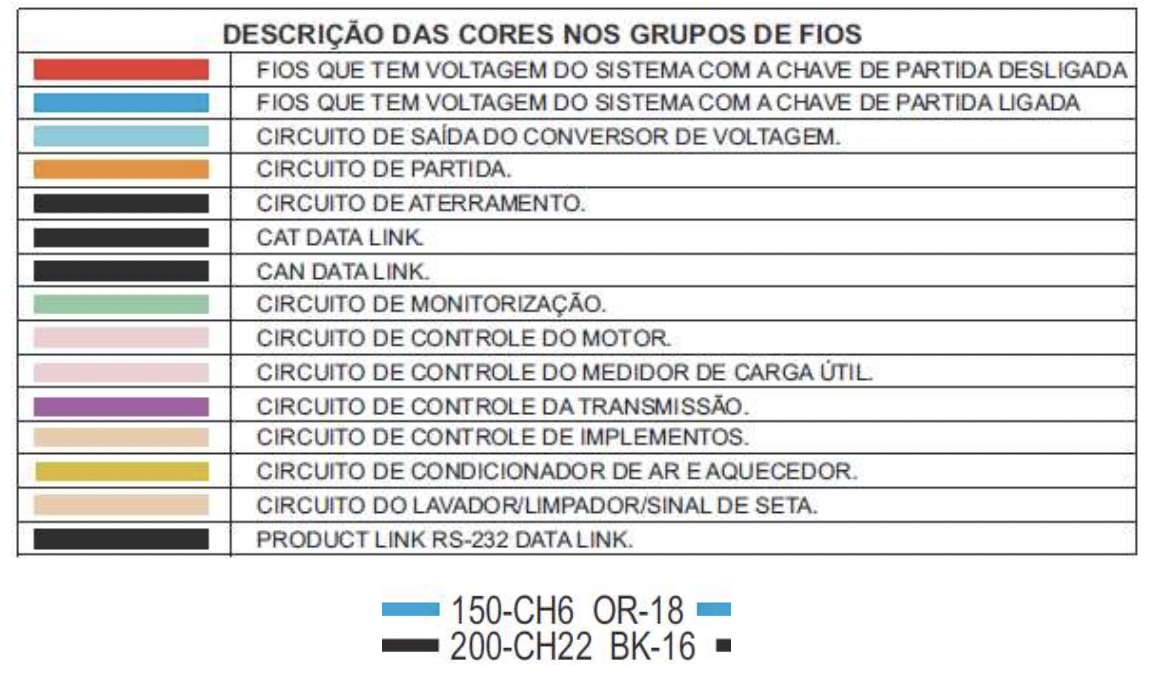 DESCRIÇÃO DAS CORES NOS GRUPOS DE FIOS
FIOS QUE TEM VOLTAGEM DO SISTEMA COM A CHAVE DE PARTIDA DESLIGADA
FIOS QUE TEM VOLTAGEM DO SISTEMA COM A CHAVE DE PARTIDA LIGADA
CIRCUITO DE SAÍDA DO CONVERSOR DE VOLTAGEM.
CIRCUITO DE PARTIDA.
CIRCUITO DE ATERRAMENTO.
CAT DATA LINK.
CAN DATA LINK.
CIRCUITO DE MONITORIZAÇÃO.
CIRCUITO DE CONTROLE DO MOTOR.
CIRCUITO DE CONTROLE DO MEDIDOR DE CARGA ÚTIL.
CIRCUITO DE CONTROLE DA TRANSMISSÃO.
CIRCUITO DE CONTROLE DE IMPLEMENTOS.
CIRCUITO DE CONDICIONADOR DE AR E AQUECEDOR.
CIRCUITO DO LAVADOR/LIMPADOR/SINAL DE SETA.
PRODUCT LINK RS-232 DATA LINK.
150-CH6 OR-18
200-CH22 BK-16